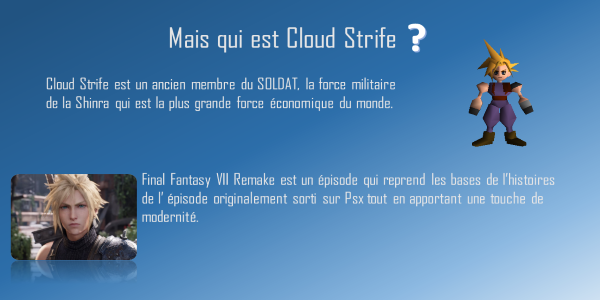 Mais qui est Cloud Strife ?
Cloud Strife est un ancien membre du SOLDAT, la force militaire
de la Shinra qui est la plus grande force économique du monde.
Final Fantasy VII Remake est un épisode qui reprend les bases de l'histoires
de l' épisode originalement sorti sur Psx tout en apportant une touche de
modernité.